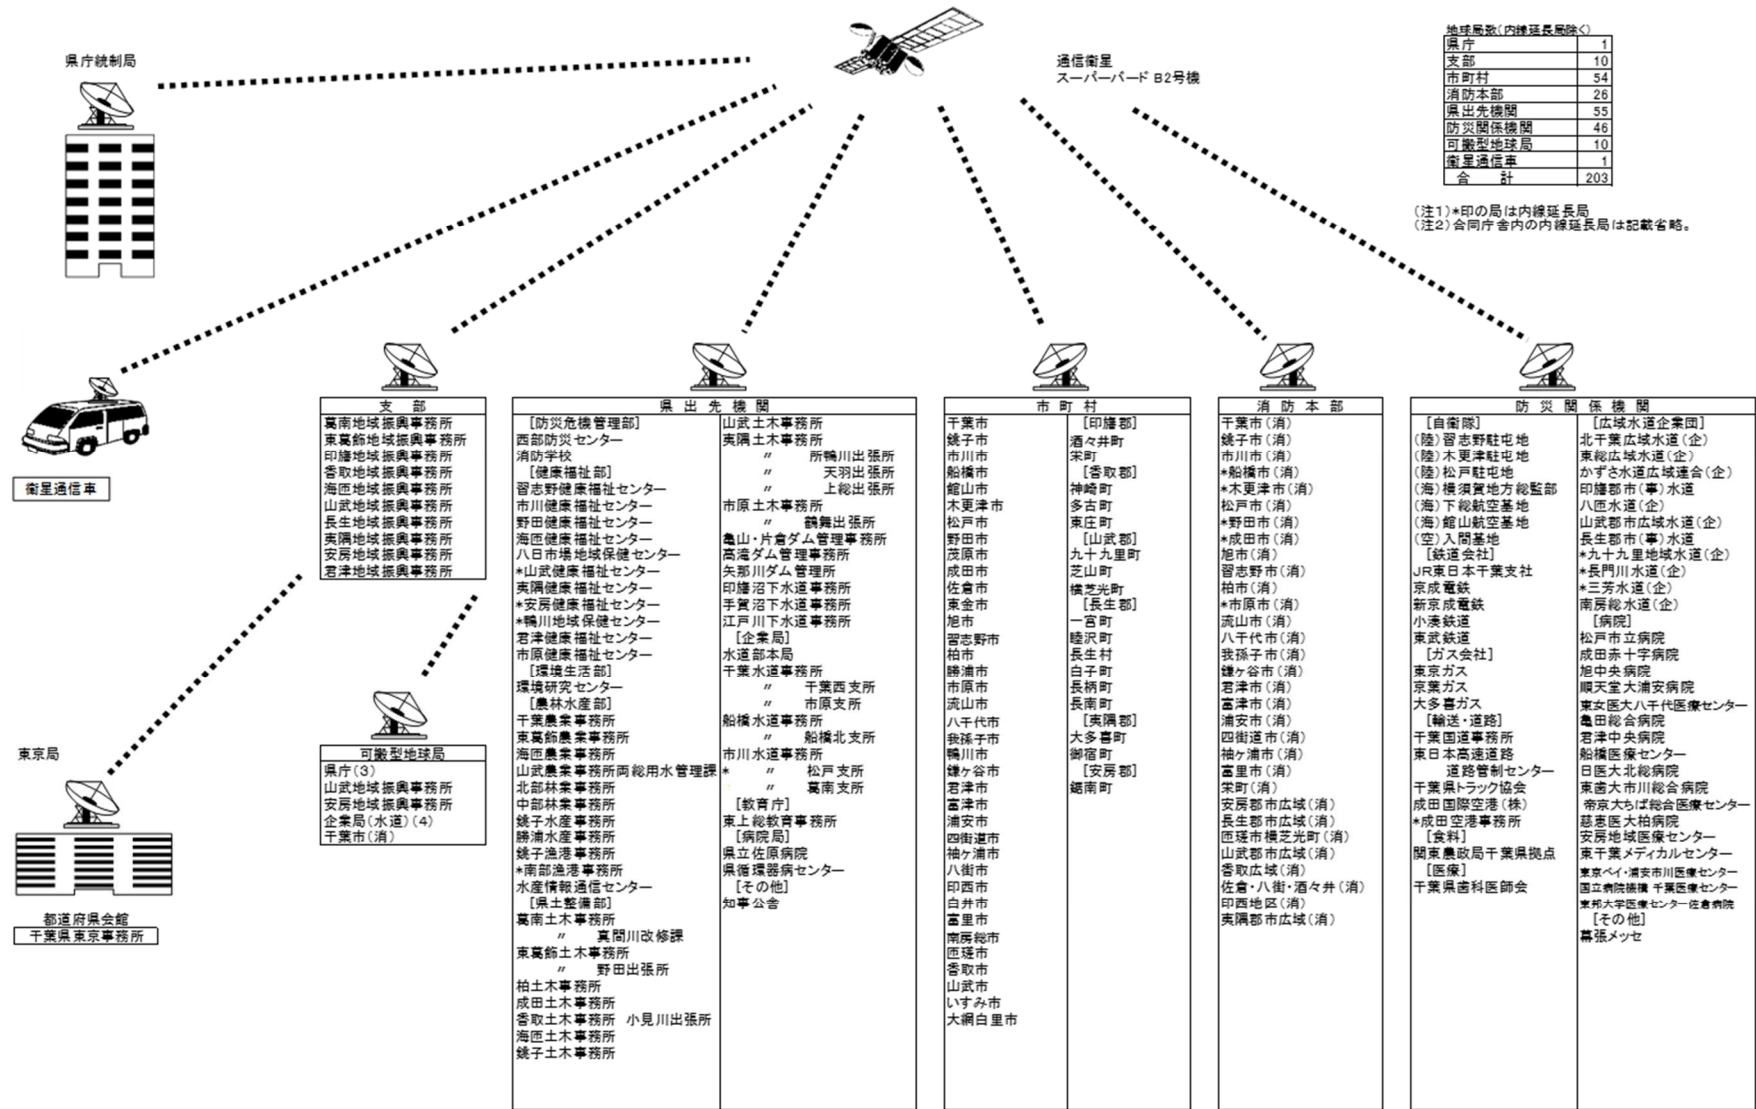 県庁統制局
通信衛星
スーパーバード B2号機
地球局数(内線延長局除く)
県庁 1
支部 10
市町村 54
消防本部 26
県出先機関 55
防災関係機関 46
可搬型地球局 10
衛星通信車 1
合 計 203
(注1)*印の局は内線延長局
(注2)合同庁舎内の内線延長局は記載省略。
衛星通信車
支 部
葛南地域振興事務所
東葛飾地域振興事務所
印旛地域振興事務所
香取地域振興事務所
海匝地域振興事務所
山武地域振興事務所
長生地域振興事務所
夷隅地域振興事務所
安房地域振興事務所
君津地域振興事務所
東京局
都道府県会館
千葉県東京事務所
可搬型地球局
県庁(3)
山武地域振興事務所
安房地域振興事務所
企業局(水道)(4)
千葉市(消)
県 出 先 機 関
[防災危機管理部]
西部防災センター
消防学校
[健康福祉部]
習志野健康福祉センター
市川健康福祉センター
野田健康福祉センター
海匝健康福祉センター
八日市場地域保健センター
*山武健康福祉センター
夷隅健康福祉センター
*安房健康福祉センター
*鴨川地域保健センター
君津健康福祉センター
市原健康福祉センター
[環境生活部]
環境研究センター
[農林水産部]
千葉農業事務所
東葛飾農業事務所
海匝農業事務所
山武農業事務所両総用水管理課
北部林業事務所
中部林業事務所
銚子水産事務所
勝浦水産事務所
銚子漁港事務所
*南部漁港事務所
水産情報通信センター
[県土整備部]
葛南土木事務所
〃 真間川改修課
東葛飾土木事務所
〃 野田出張所
柏土木事務所
成田土木事務所
香取土木事務所 小見川出張所
海匝土木事務所
銚子土木事務所
山武土木事務所
夷隅土木事務所
〃 所鴨川出張所
〃 天羽出張所
〃 上総出張所
市原土木事務所
〃 鶴舞出張所
亀山・片倉ダム管理事務所
高滝ダム管理事務所
矢那川ダム管理所
印旛沼下水道事務所
手賀沼下水道事務所
江戸川下水道事務所
[企業局]
水道部本局
千葉水道事務所
〃 千葉西支所
〃 市原支所
船橋水道事務所
〃 船橋北支所
市川水道事務所
* 〃 松戸支所
〃 葛南支所
[教育庁]
東上総教育事務所
[病院局]
県立佐原病院
県循環器病センター
[その他]
知事公舎
市 町 村
千葉市
銚子市
市川市
船橋市
館山市
木更津市
松戸市
野田市
茂原市
成田市
佐倉市
東金市
旭市
習志野市
柏市
勝浦市
市原市
流山市
八千代市
我孫子市
鴨川市
鎌ケ谷市
君津市
富津市
浦安市
四街道市
袖ケ浦市
八街市
印西市
白井市
富里市
南房総市
匝瑳市
香取市
山武市
いすみ市
大網白里市
[印旛郡]
酒々井町
栄町
[香取郡]
神崎町
多古町
東庄町
[山武郡]
九十九里町
芝山町
横芝光町
[長生郡]
一宮町
睦沢町
長生村
白子町
長柄町
長南町
[夷隅郡]
大多喜町
御宿町
[安房郡]
鋸南町
消 防 本 部
千葉市(消)
銚子市(消)
市川市(消)
*船橋市(消)
*木更津市(消)
松戸市(消)
*野田市(消)
*成田市(消)
旭市(消)
習志野市(消)
柏市(消)
*市原市(消)
流山市(消)
八千代市(消)
我孫子市(消)
鎌ケ谷市(消)
君津市(消)
富津市(消)
浦安市(消)
四街道市(消)
袖ヶ浦市(消)
富里市(消)
栄町(消)
安房郡市広域(消)
長生郡市広域(消)
匝瑳市横芝光町(消)
山武郡市広域(消)
香取広域(消)
佐倉・八街・酒々井(消)
印西地区(消)
夷隅郡市広域(消)
防 災 関 係 機 関
[自衛隊]
(陸)習志野駐屯地
(陸)木更津駐屯地
(陸)松戸駐屯地
(海)横須賀地方総監部
(海)下総航空基地
(海)館山航空基地
(空)入間基地
[鉄道会社]
JR東日本千葉支社
京成電鉄
新京成電鉄
小湊鉄道
東武鉄道
[ガス会社]
東京ガス
京葉ガス
大多喜ガス
[輸送・道路]
千葉国道事務所
東日本高速道路
道路管制センター
千葉県トラック協会
成田国際空港(株)
*成田空港事務所
[食料]
関東農政局千葉県拠点
[医療]
千葉県歯科医師会
[広域水道企業団]
北千葉広域水道(企)
東総広域水道(企)
かずさ水道広域連合(企)
印旛郡市(事)水道
八匝水道(企)
山武郡市広域水道(企)
長生郡市(事)水道
*九十九里地域水道(企)
*長門川水道(企)
*三芳水道(企)
南房総水道(企)
[病院]
松戸市立病院
成田赤十字病院
旭中央病院
順天堂大浦安病院
東女医大八千代医療センター
亀田総合病院
君津中央病院
船橋医療センター
日医大北総病院
東歯大市川総合病院
帝京大ちば総合医療センター
慈恵医大柏病院
安房地域医療センター
東千葉メディカルセンター
東京ベイ・浦安市川医療センター
国立病院機構 千葉医療センター
東邦大学医療センター佐倉病院
[その他]
幕張メッセ